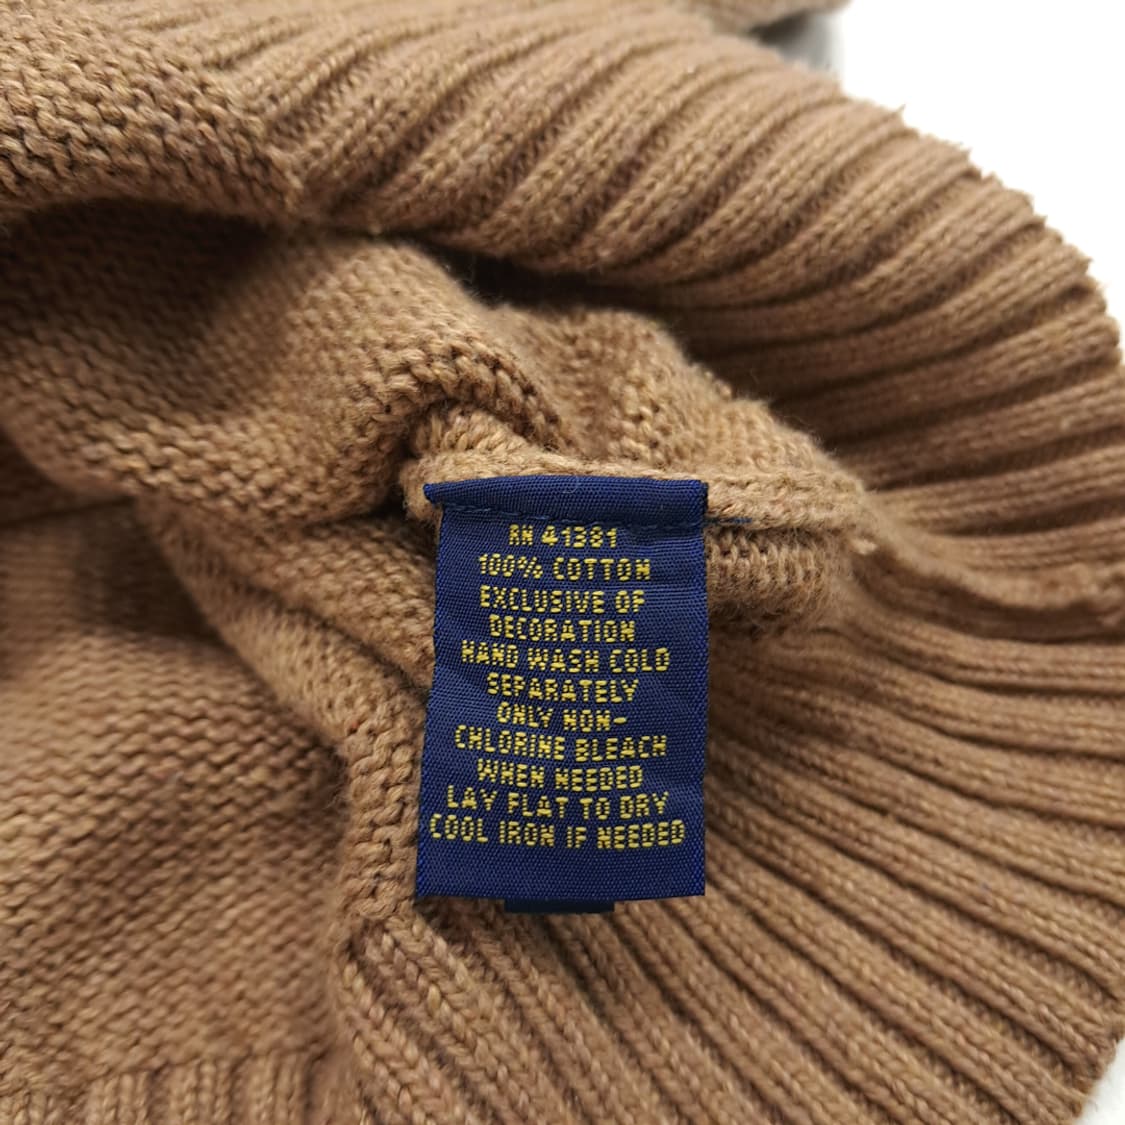 RN 41381
100% COTTON
EXCLUSIVE OF
DECORATION
HAND WASH COLD
SEPARATELY
ONLY NON-
CHLORINE BLEACH
WHEN NEEDED
LAY FLAT TO DRY
COOL IRON IF NEEDED